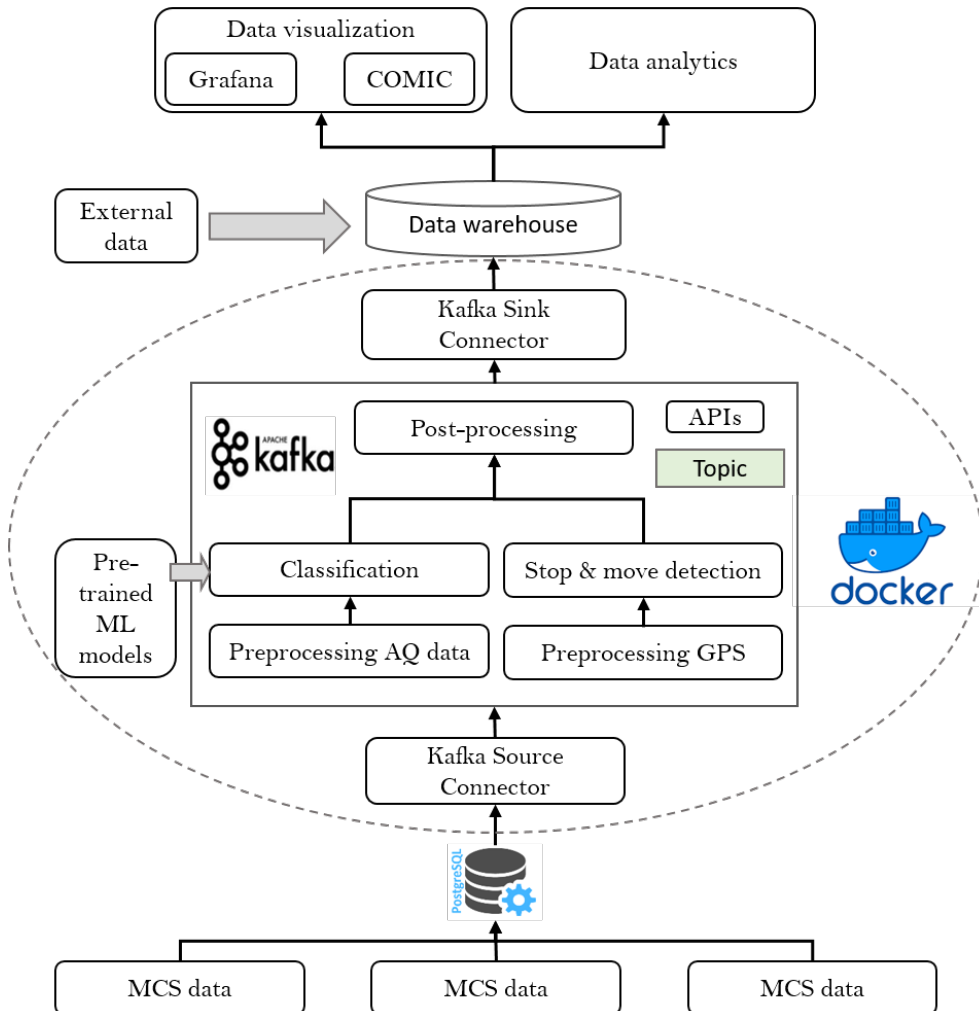 Data visualization
Grafana
COMIC
Data analytics
External
data
Data warehouse
Kafka Sink
Connector
APACHE
kafka
Post-processing
APIs
Topic
Pre-
trained
ML
models
Classification
Stop & move detection
docker
Preprocessing AQ data
Preprocessing GPS
Kafka Source
Connector
PostgreSQL
MCS data
MCS data
MCS data